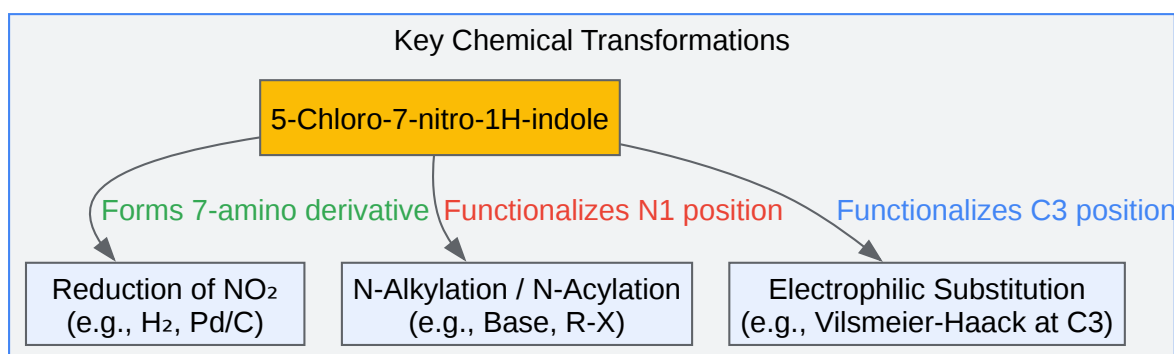 Key Chemical Transformations
5-Chloro-7-nitro-1H-indole
Forms 7-amino derivative
Functionalizes N1 position
Functionalizes C3 position
Reduction of NO₂
(e.g., H₂, Pd/C)
N-Alkylation / N-Acylation
(e.g., Base, R-X)
Electrophilic Substitution
(e.g., Vilsmeier-Haack at C3)